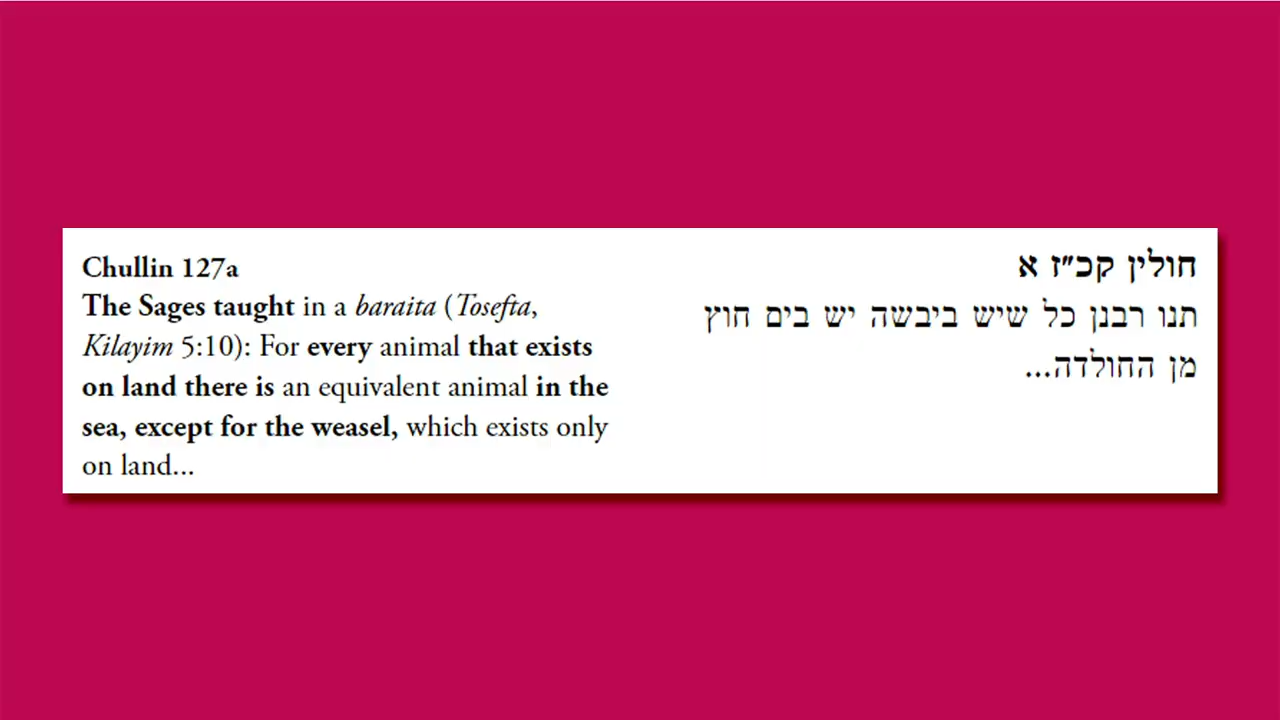 Chullin 127a
The Sages taught in a baraita (Tosefta,
Kilayim 5:10): For every animal that exists
on land there is an equivalent animal in the
sea, except for the weasel, which exists only
on land...
חולין קכ״ז א
תנו רבנן כל שיש ביבשה יש בים חוץ
מן החולדה...